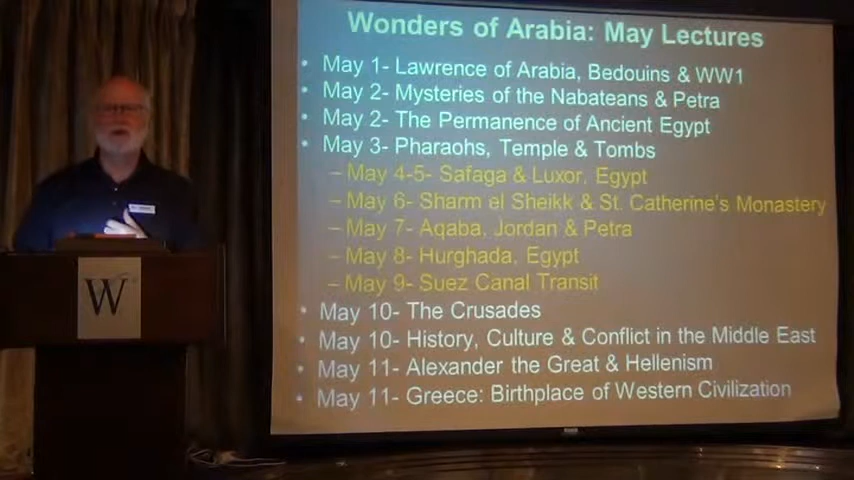 Wonders of Arabia: May Lectures
• May 1- Lawrence of Arabia, Bedouins & WW1
• May 2- Mysteries of the Nabateans & Petra
• May 2- The Permanence of Ancient Egypt
• May 3- Pharaohs, Temple & Tombs
– May 4-5- Safaga & Luxor, Egypt
– May 6- Sharm el Sheikk & St. Catherine's Monastery
– May 7- Aqaba, Jordan & Petra
– May 8- Hurghada, Egypt
– May 9- Suez Canal Transit
• May 10- The Crusades
• May 10- History, Culture & Conflict in the Middle East
• May 11- Alexander the Great & Hellenism
• May 11- Greece: Birthplace of Western Civilization
W